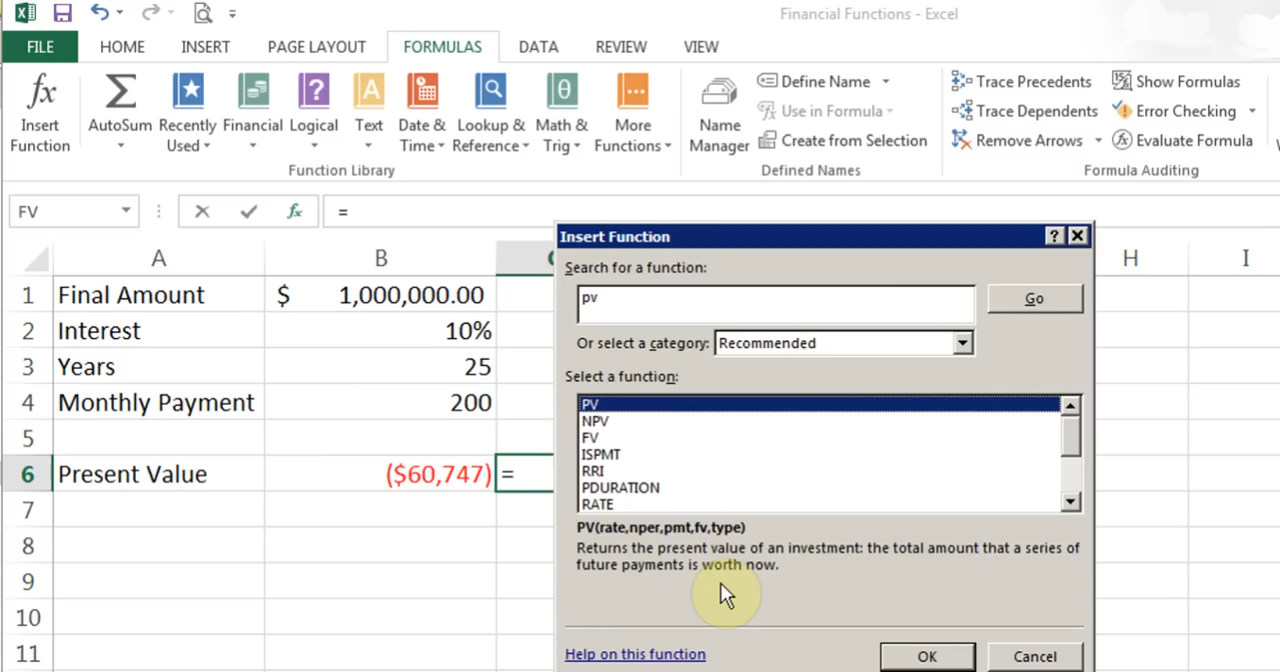 Financial Functions - Excel
FILE HOME INSERT PAGE LAYOUT FORMULAS DATA REVIEW VIEW
fx Insert Function
Σ AutoSum
Recently Used
Financial
Logical
A Text
Date & Time
Lookup & Reference
θ Math & Trig
More Functions
Function Library
Name Manager
Define Name
Use in Formula
Create from Selection
Defined Names
Trace Precedents
Trace Dependents
Remove Arrows
Show Formulas
Error Checking
Evaluate Formula
Formula Auditing
FV fx =
A B H I
1 Final Amount $ 1,000,000.00
2 Interest 10%
3 Years 25
4 Monthly Payment 200
5
6 Present Value ($60,747) =
7
8
9
10
11
Insert Function ?
Search for a function:
pv
Go
Or select a category: Recommended
Select a function:
PV
NPV
FV
ISPMT
RRI
PDURATION
RATE
PV(rate,nper,pmt,fv,type)
Returns the present value of an investment: the total amount that a series of
future payments is worth now.
Help on this function
OK Cancel